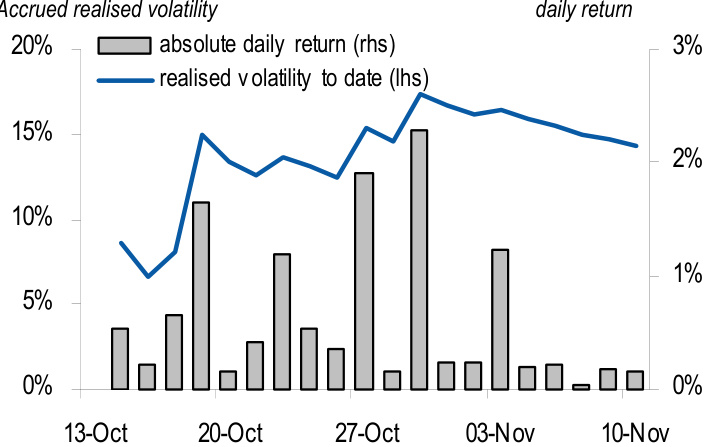 Accrued realised volatility daily return
absolute daily return (rhs)
realised volatility to date (lhs)
20% 3%
15%
2%
10%
1%
5%
0% 0%
13-Oct 20-Oct 27-Oct 03-Nov 10-Nov